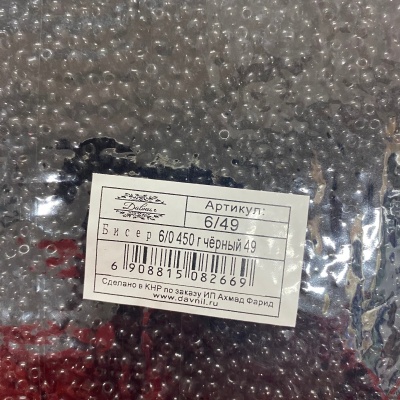 Артикул:
6/49
Бисер 6/0 450 г чёрный 49
6 908815 082669
Сделано в КНР по заказу ИП Ахмад Фарид
www.davnil.ru